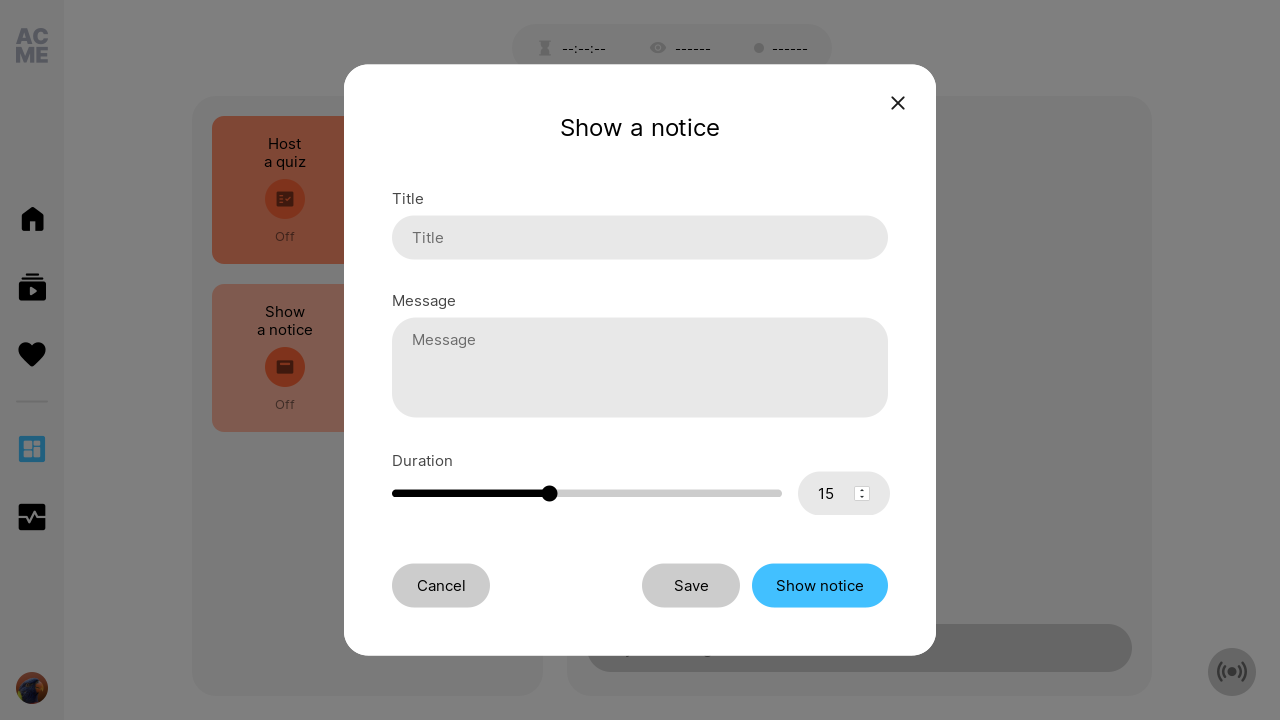 AC
ME
--:--:--
------
------
Host
a quiz
Off
Show
a notice
Off
Show a notice
Title
Title
Message
Message
Duration
15
Cancel
Save
Show notice